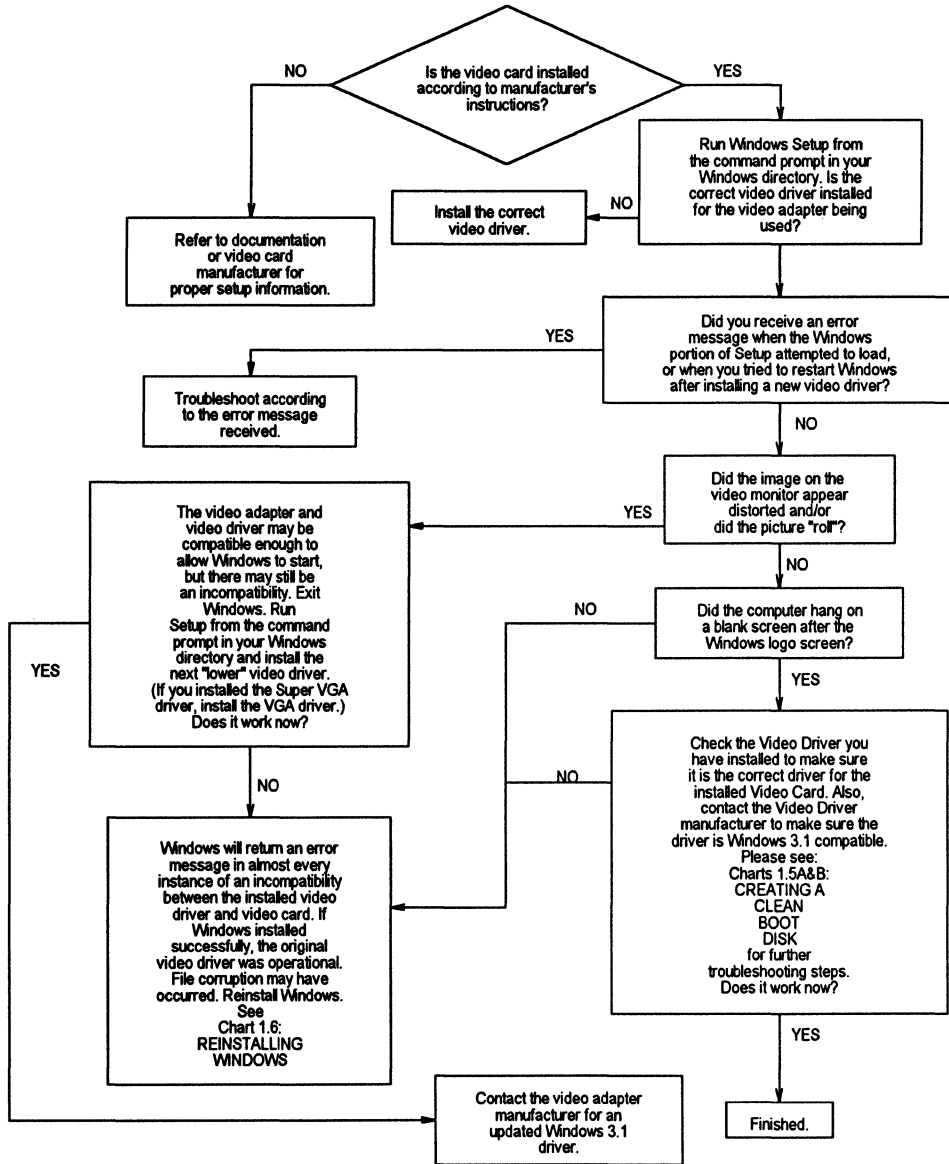 NO
YES
Is the video card installed
according to manufacturer's
instructions?
Run Windows Setup from
the command prompt in your
Windows directory. Is the
correct video driver installed
for the video adapter being
used?
NO
Install the correct
video driver.
Refer to documentation
or video card
manufacturer for
proper setup information.
YES
Did you receive an error
message when the Windows
portion of Setup attempted to load,
or when you tried to restart Windows
after installing a new video driver?
Troubleshoot according
to the error message
received.
NO
Did the image on the
video monitor appear
distorted and/or
did the picture "roll"?
YES
The video adapter and
video driver may be
compatible enough to
allow Windows to start,
but there may still be
an incompatibility. Exit
Windows. Run
Setup from the command
prompt in your Windows
directory and install the
next "lower" video driver.
(If you installed the Super VGA
driver, install the VGA driver.)
Does it work now?
NO
NO
Did the computer hang on
a blank screen after the
Windows logo screen?
YES
YES
Check the Video Driver you
have installed to make sure
it is the correct driver for the
installed Video Card. Also,
contact the Video Driver
manufacturer to make sure the
driver is Windows 3.1 compatible.
Please see:
Charts 1.5A&B:
CREATING A
CLEAN
BOOT
DISK
for further
troubleshooting steps.
Does it work now?
NO
NO
Windows will return an error
message in almost every
instance of an incompatibility
between the installed video
driver and video card. If
Windows installed
successfully, the original
video driver was operational.
File corruption may have
occurred. Reinstall Windows.
See
Chart 1.6:
REINSTALLING
WINDOWS
YES
Contact the video adapter
manufacturer for an
updated Windows 3.1
driver.
Finished.